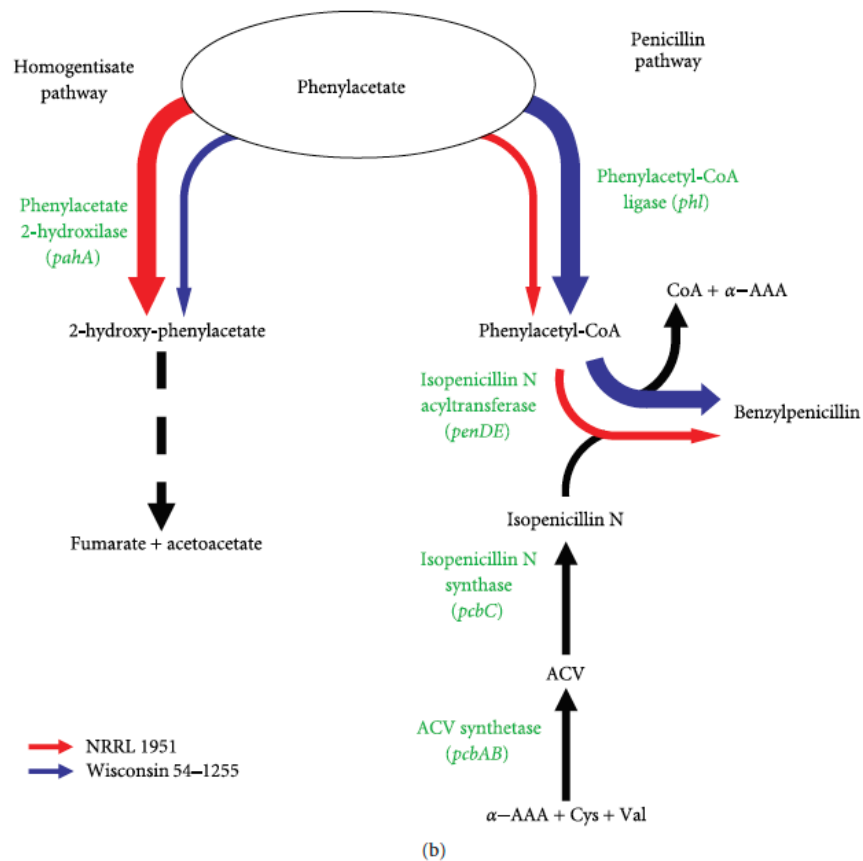 Homogentisate
pathway
Phenylacetate
Penicillin
pathway
Phenylacetate
2-hydroxilase
(pahA)
Phenylacetyl-CoA
ligase (phl)
2-hydroxy-phenylacetate
Phenylacetyl-CoA
CoA + α–AAA
Isopenicillin N
acyltransferase
(penDE)
Benzylpenicillin
Fumarate + acetoacetate
Isopenicillin N
Isopenicillin N
synthase
(pcbC)
ACV
ACV synthetase
(pcbAB)
α–AAA + Cys + Val
NRRL 1951
Wisconsin 54–1255
(b)